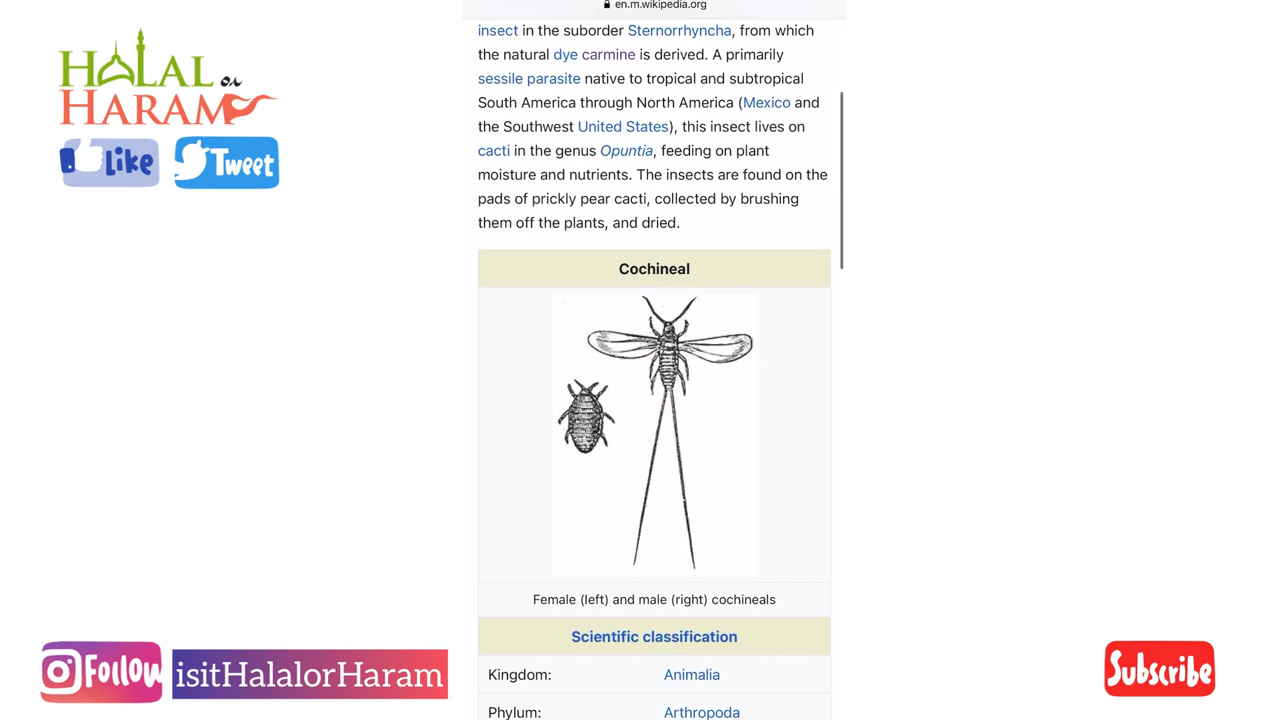 en.m.wikipedia.org
insect in the suborder Sternorrhyncha, from which
the natural dye carmine is derived. A primarily
sessile parasite native to tropical and subtropical
South America through North America (Mexico and
the Southwest United States), this insect lives on
cacti in the genus Opuntia, feeding on plant
moisture and nutrients. The insects are found on the
pads of prickly pear cacti, collected by brushing
them off the plants, and dried.
Cochineal
Female (left) and male (right) cochineals
Scientific classification
Kingdom: Animalia
Phylum: Arthropoda
HALAL OR
HARAM
Like
Tweet
Follow
isitHalalorHaram
Subscribe